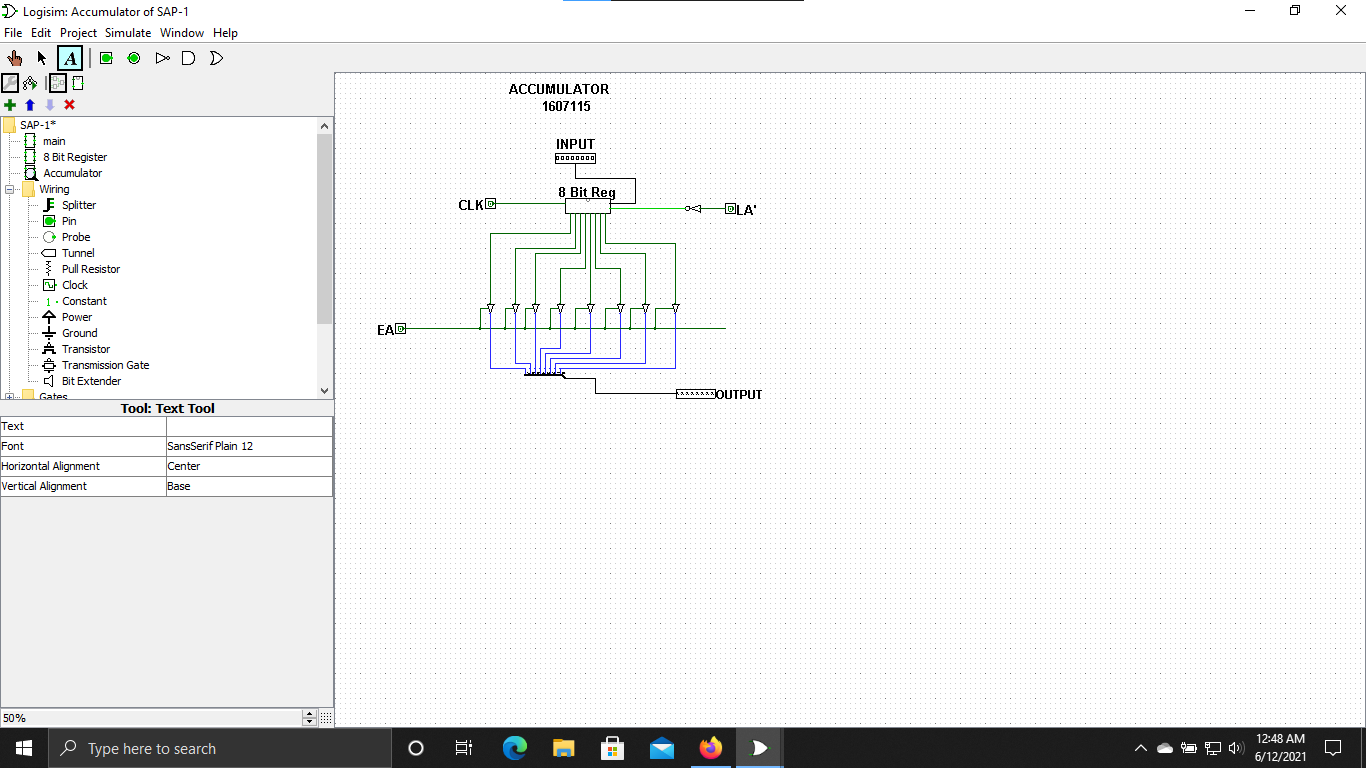 Logisim: Accumulator of SAP-1
File Edit Project Simulate Window Help
A
SAP-1*
main
8 Bit Register
Accumulator
Wiring
Splitter
Pin
Probe
Tunnel
Pull Resistor
Clock
1 Constant
Power
Ground
Transistor
Transmission Gate
Bit Extender
Gates
Tool: Text Tool
Text
Font SansSerif Plain 12
Horizontal Alignment Center
Vertical Alignment Base
50%
ACCUMULATOR
1607115
INPUT
8 Bit Reg
CLK
LA'
EA
OUTPUT
Type here to search
12:48 AM
6/12/2021